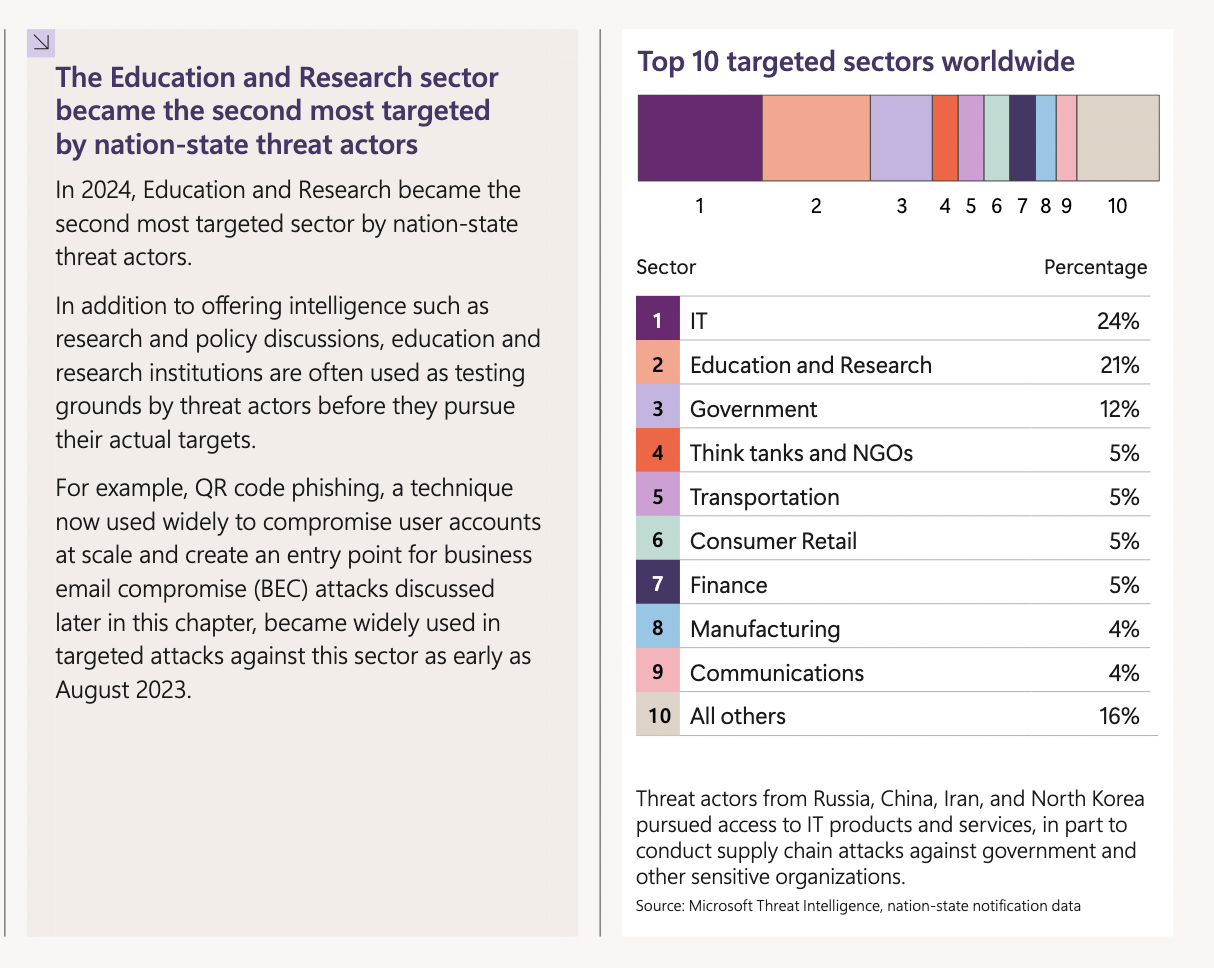 The Education and Research sector
became the second most targeted
by nation-state threat actors
In 2024, Education and Research became the
second most targeted sector by nation-state
threat actors.
In addition to offering intelligence such as
research and policy discussions, education and
research institutions are often used as testing
grounds by threat actors before they pursue
their actual targets.
For example, QR code phishing, a technique
now used widely to compromise user accounts
at scale and create an entry point for business
email compromise (BEC) attacks discussed
later in this chapter, became widely used in
targeted attacks against this sector as early as
August 2023.
Top 10 targeted sectors worldwide
1 2 3 4 5 6 7 8 9 10
Sector Percentage
1 IT 24%
2 Education and Research 21%
3 Government 12%
4 Think tanks and NGOs 5%
5 Transportation 5%
6 Consumer Retail 5%
7 Finance 5%
8 Manufacturing 4%
9 Communications 4%
10 All others 16%
Threat actors from Russia, China, Iran, and North Korea
pursued access to IT products and services, in part to
conduct supply chain attacks against government and
other sensitive organizations.
Source: Microsoft Threat Intelligence, nation-state notification data